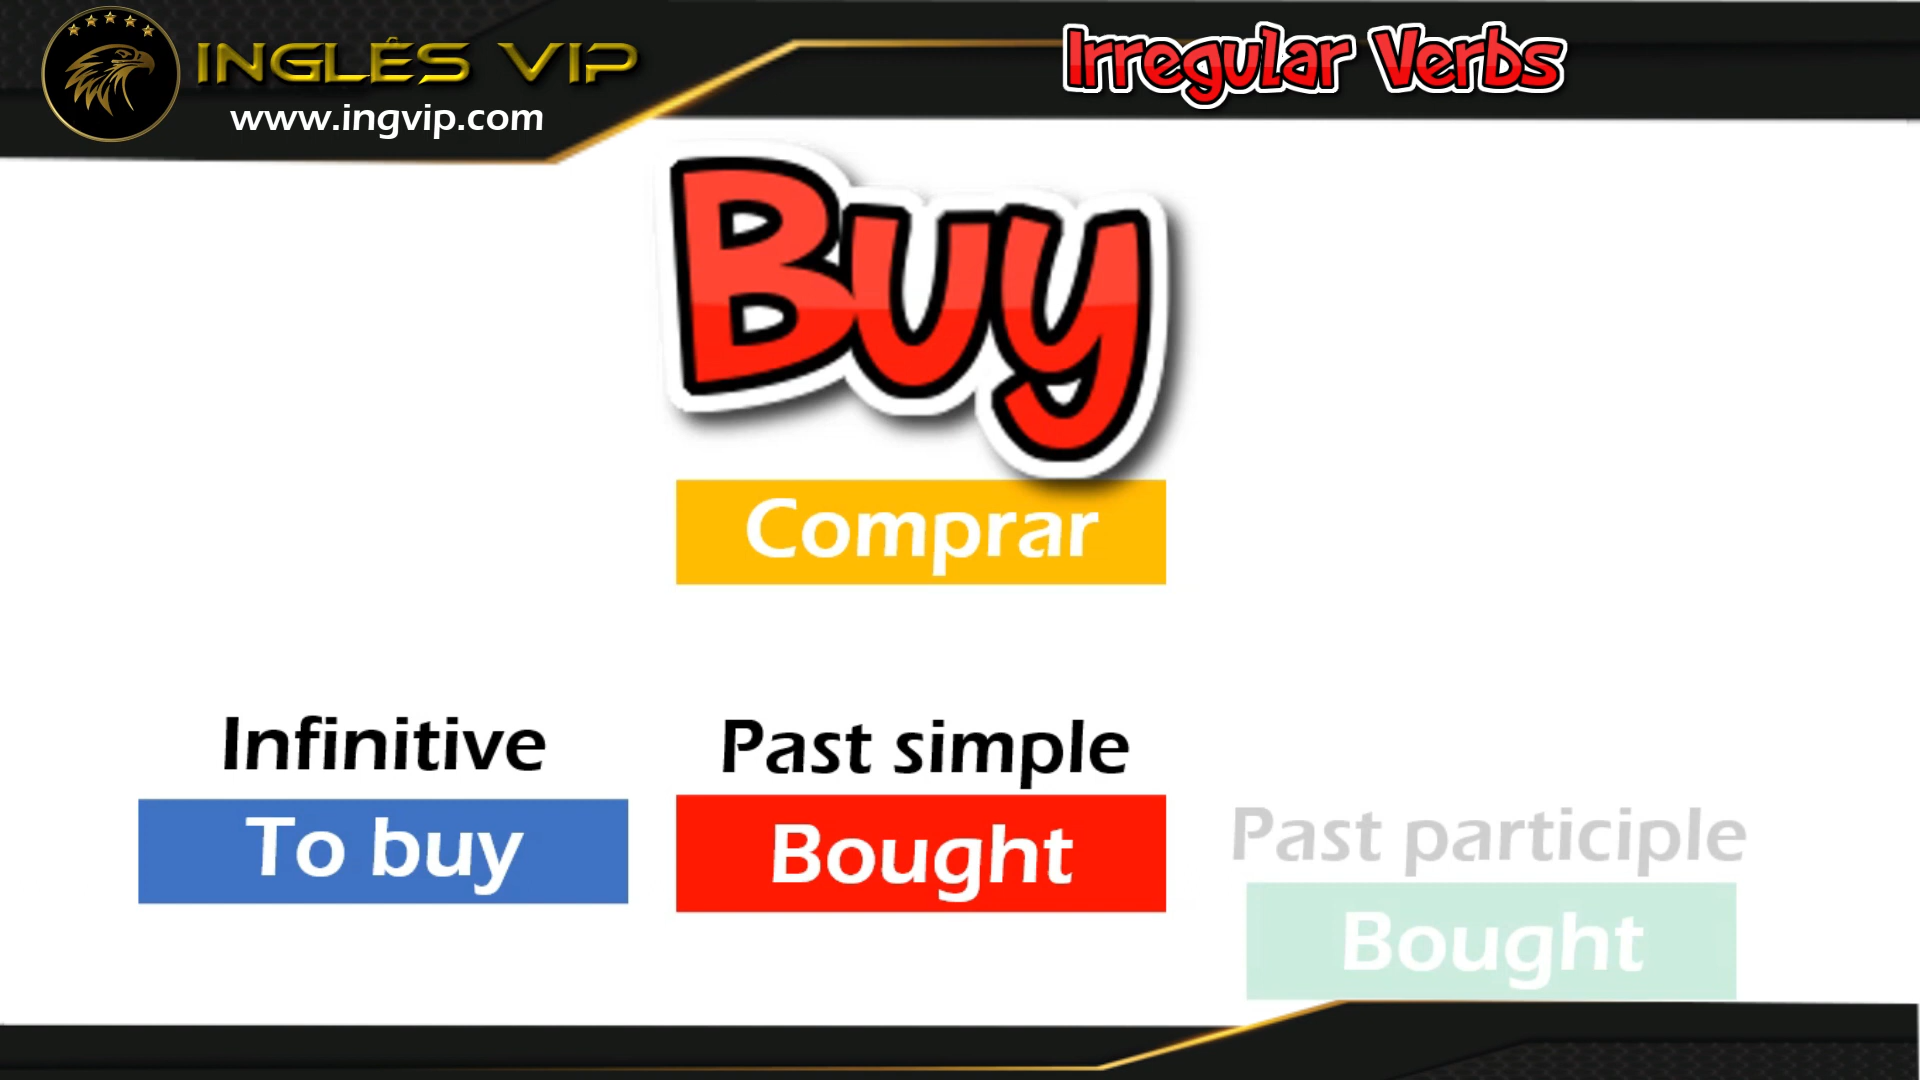 INGLÉS VIP
www.ingvip.com
Irregular Verbs
Buy
Comprar
Infinitive
To buy
Past simple
Bought
Past participle
Bought